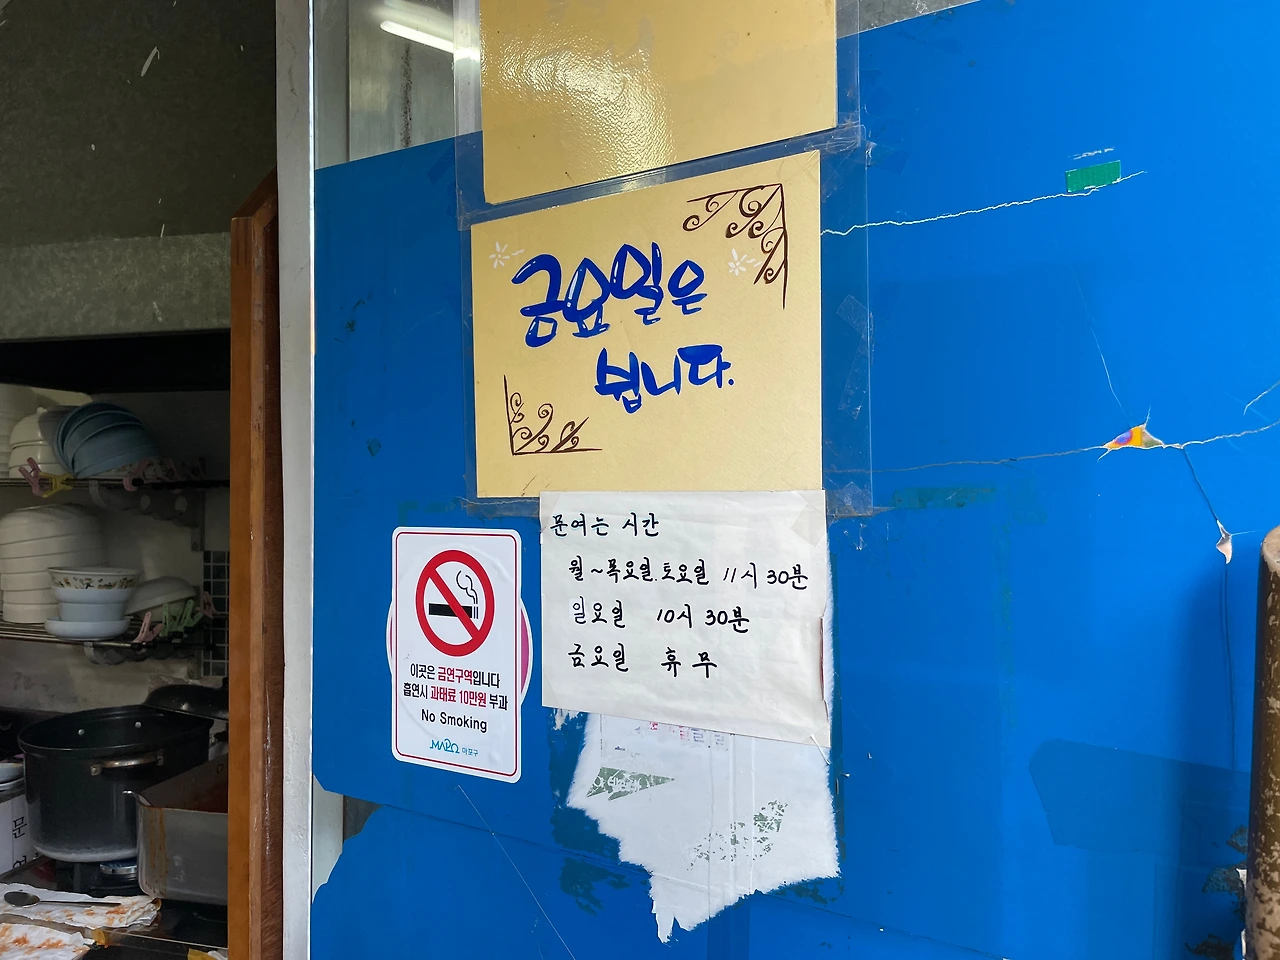 금요일은
쉽니다.
문여는 시간
월~목요일.토요일 11시 30분
일요일 10시 30분
금요일 휴무
이곳은 금연구역입니다
흡연시 과태료 10만원 부과
No Smoking
MAPO 마포구
문